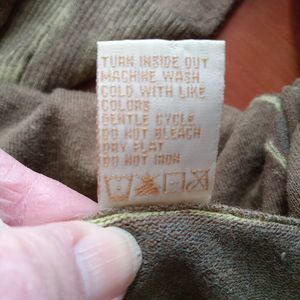 TURN INSIDE OUT
MACHINE WASH
COLD WITH LIKE
COLORS
GENTLE CYCLE
DO NOT BLEACH
DRY FLAT
DO NOT IRON